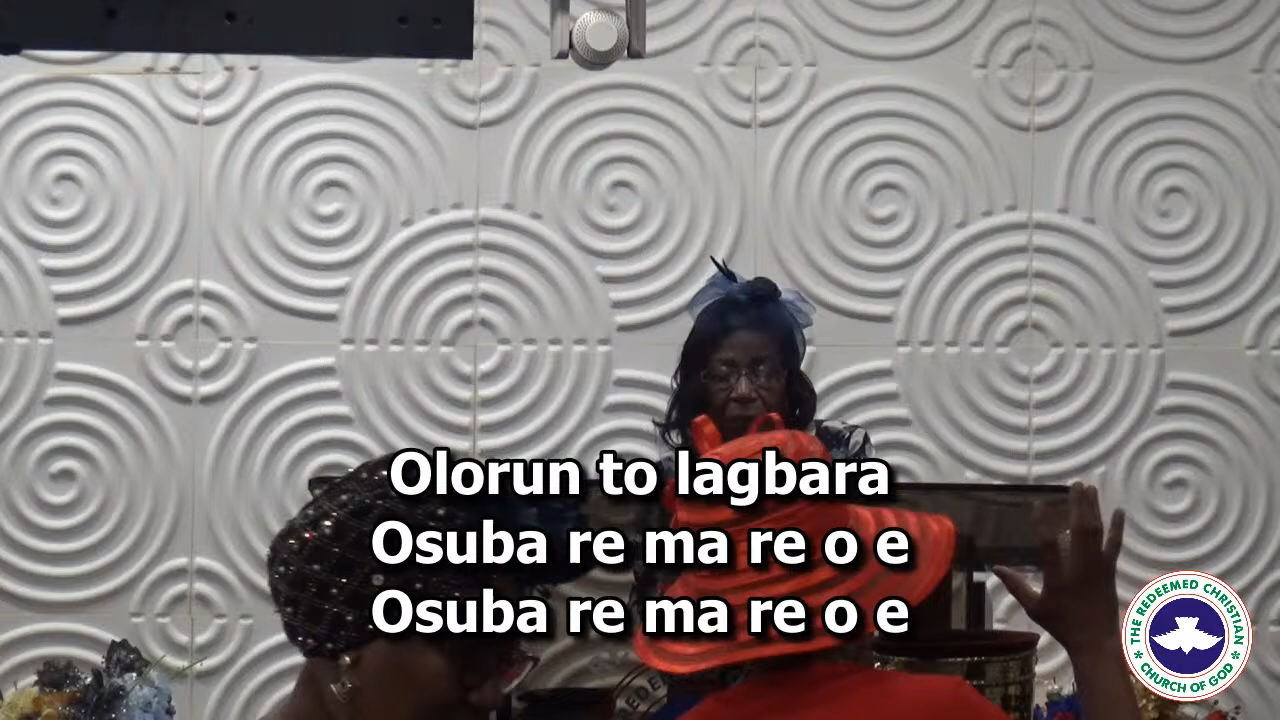 Olorun to lagbara
Osuba re ma re o e
Osuba re ma re o e
THE REDEEMED CHRISTIAN
CHURCH OF GOD